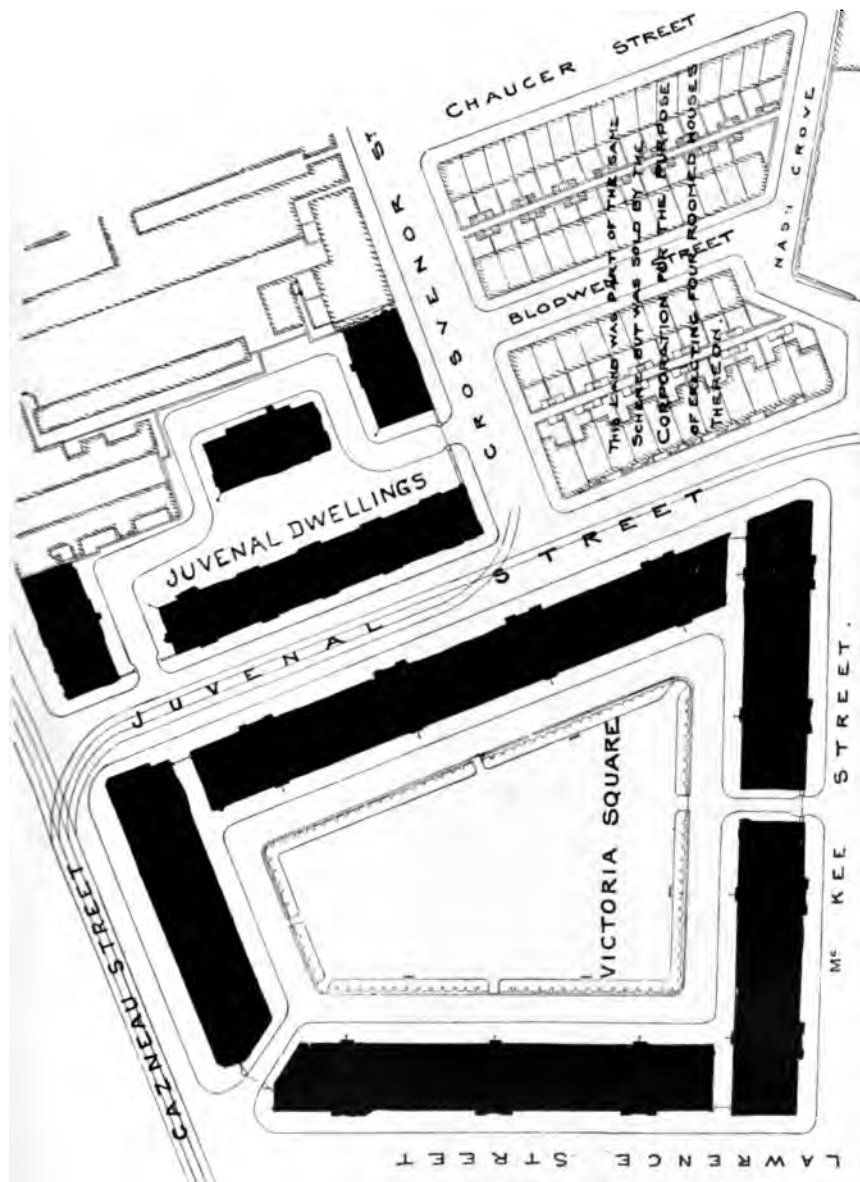 CHAUCER STREET
GROSVENOR ST
NASH GROVE
BLODWEN STREET
THIS LAND WAS PART OF THE SAME
SCHEME, BUT WAS SOLD BY THE
CORPORATION FOR THE PURPOSE
OF ERECTING FOUR ROOMED HOUSES
THEREON.
JUVENAL DWELLINGS
JUVENAL STREET
VICTORIA SQUARE
CAZNEAU STREET
Mc KEE STREET.
LAWRENCE STREET